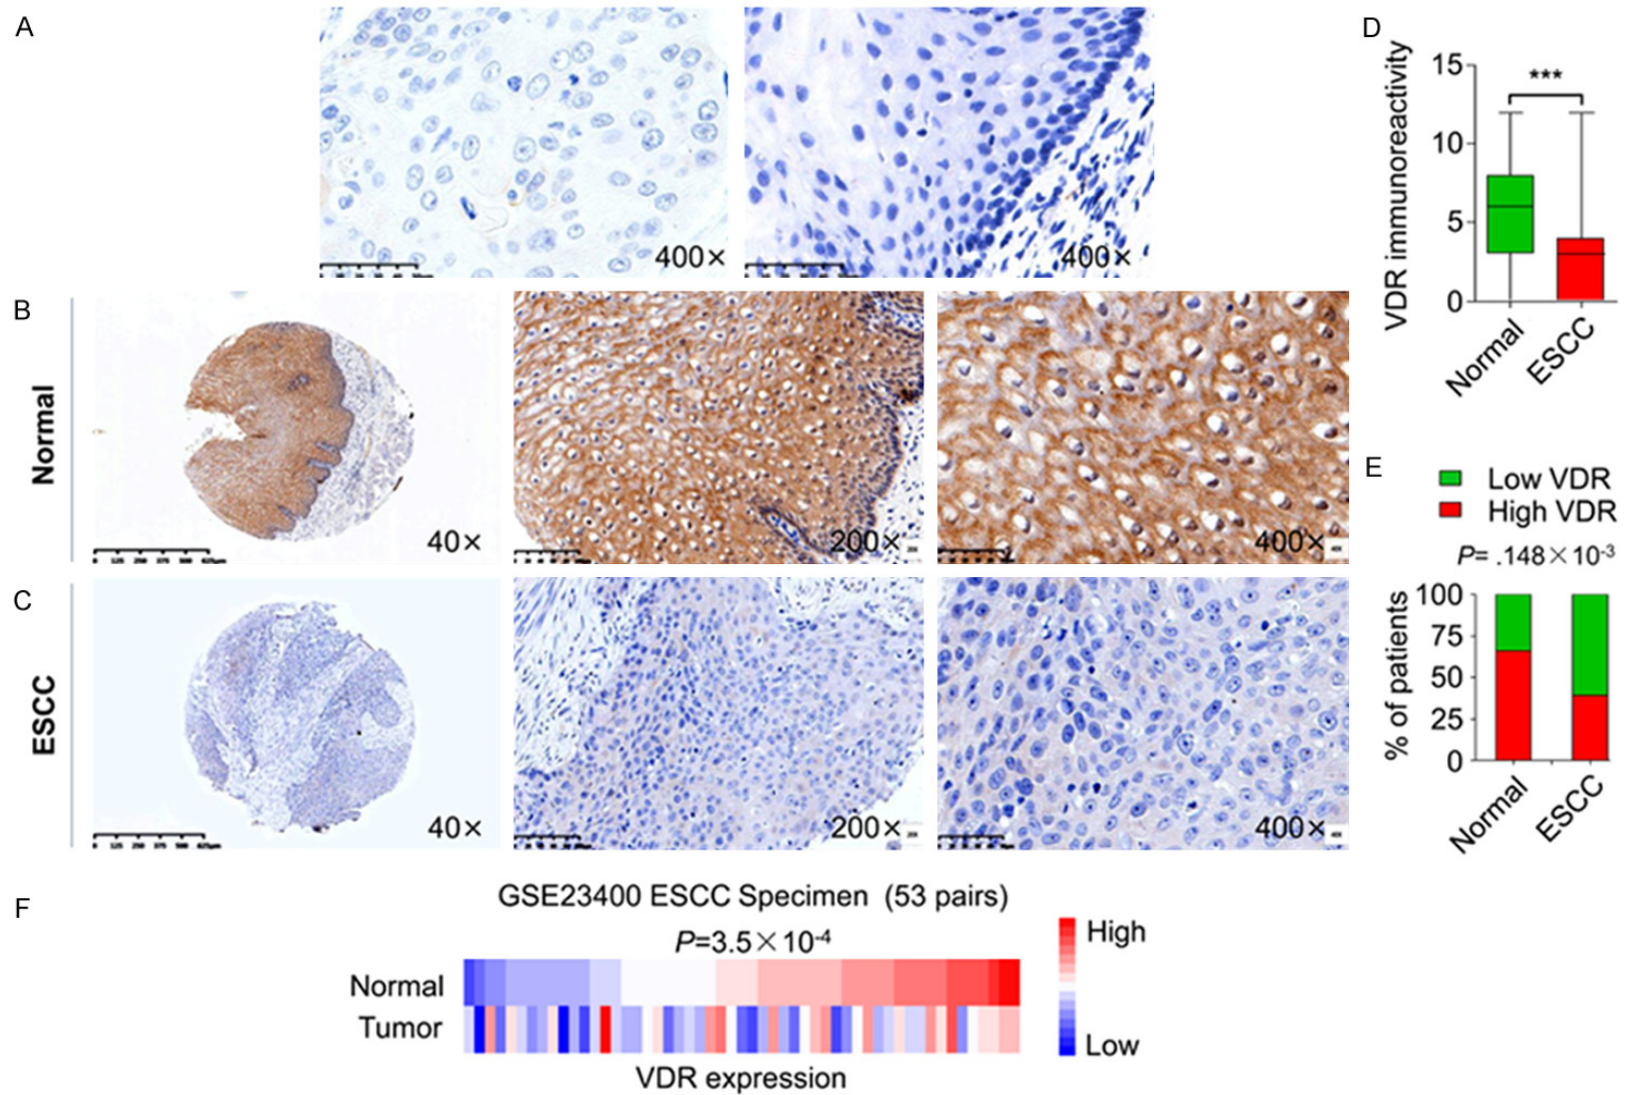 A
400×
400×
B
Normal
40×
200×
400×
C
ESCC
40×
200×
400×
D
VDR immunoreactivity
15
10
5
0
***
Normal
ESCC
E
Low VDR
High VDR
P= .148×10-3
% of patients
100
75
50
25
0
Normal
ESCC
F
GSE23400 ESCC Specimen (53 pairs)
P=3.5×10-4
Normal
Tumor
VDR expression
High
Low